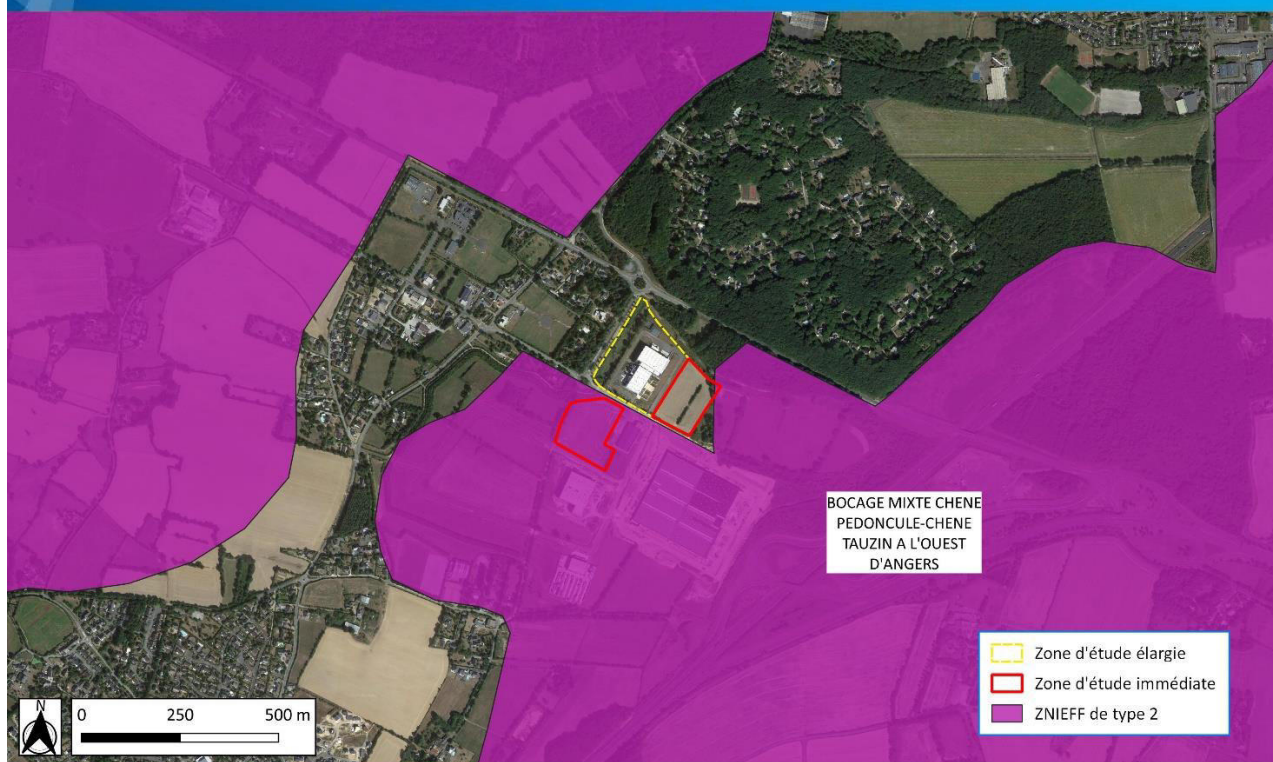 BOCAGE MIXTE CHENE
PEDONCULE-CHENE
TAUZIN A L'OUEST
D'ANGERS
Zone d'étude élargie
Zone d'étude immédiate
ZNIEFF de type 2
N
0 250 500 m